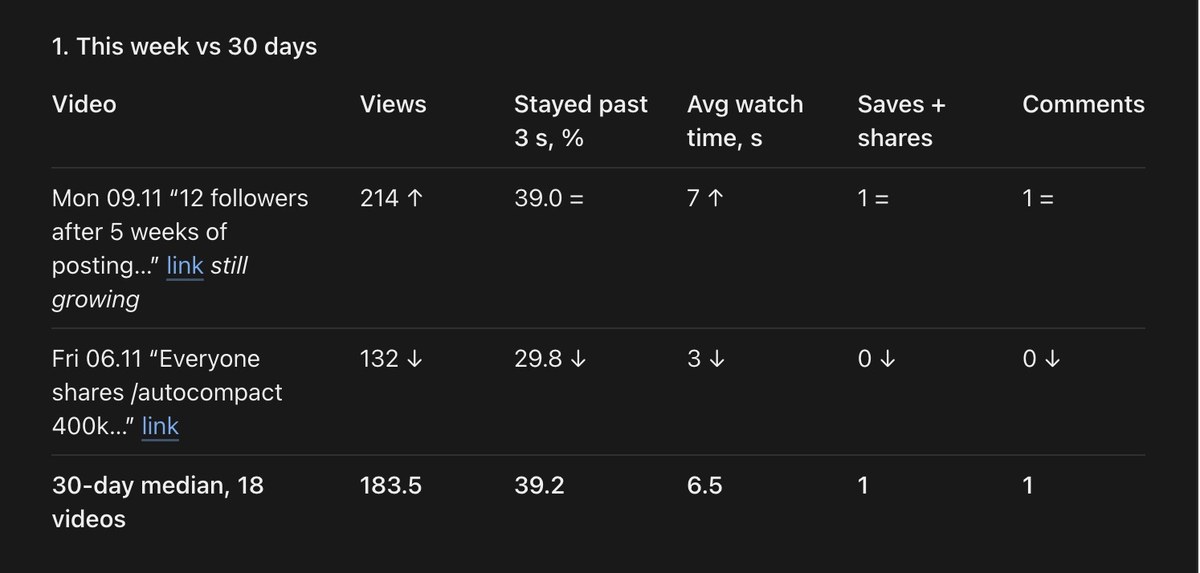 1. This week vs 30 days
Video Views Stayed past 3 s, % Avg watch time, s Saves + shares Comments
Mon 09.11 “12 followers after 5 weeks of posting...” link still growing 214 ↑ 39.0 = 7 ↑ 1 = 1 =
Fri 06.11 “Everyone shares /autocompact 400k...” link 132 ↓ 29.8 ↓ 3 ↓ 0 ↓ 0 ↓
30-day median, 18 videos 183.5 39.2 6.5 1 1